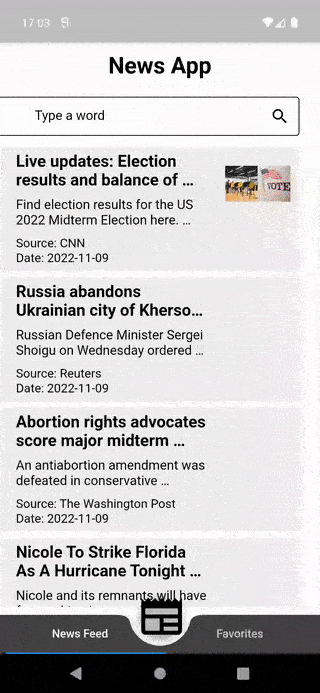 17:03
News App
Type a word
Live updates: Election
results and balance of ...
Find election results for the US
2022 Midterm Election here. ...
Source: CNN
Date: 2022-11-09
VOTE
Russia abandons
Ukrainian city of Kherso...
Russian Defence Minister Sergei
Shoigu on Wednesday ordered ...
Source: Reuters
Date: 2022-11-09
Abortion rights advocates
score major midterm ...
An antiabortion amendment was
defeated in conservative ...
Source: The Washington Post
Date: 2022-11-09
Nicole To Strike Florida
As A Hurricane Tonight ...
Nicole and its remnants will have
News Feed
Favorites